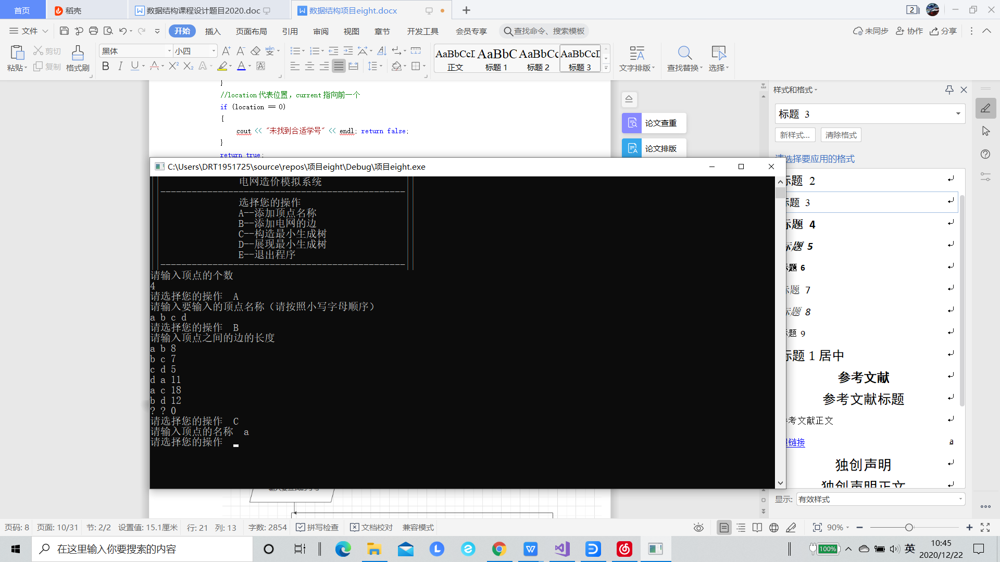 首页
稻壳
数据结构课程设计题目2020.doc
数据结构项目eight.docx
2
文件
开始
插入
页面布局
引用
审阅
视图
章节
开发工具
会员专享
查找命令、搜索模板
未同步
协作
分享
粘贴
剪切
复制
格式刷
黑体
小四
AaBbCcI 正文
AaBbC 标题 1
AaBbCc 标题 2
AaBbCcI 标题 3
文字排版
查找替换
选择
}
//location 代表位置，current 指向前一个
if (location == 0)
{
cout << "未找到合适学号" << endl; return false;
}
return true;
论文查重
论文排版
样式和格式
标题 3
新样式...
清除格式
请选择要应用的格式
标题 2
标题 3
标题 4
标题 5
标题 6
标题 7
标题 8
标题 9
标题 1 居中
参考文献
参考文献标题
参考文献正文
超链接
a
独创声明
独创声明正文
显示:
有效样式
C:\Users\DRT1951725\source\repos\项目eight\Debug\项目eight.exe
电网造价模拟系统
选择您的操作
A--添加顶点名称
B--添加电网的边
C--构造最小生成树
D--展现最小生成树
E--退出程序
请输入顶点的个数
4
请选择您的操作 A
请输入要输入的顶点名称（请按照小写字母顺序）
a b c d
请选择您的操作 B
请输入顶点之间的边的长度
a b 8
b c 7
c d 5
d a 11
a c 18
b d 12
? ? 0
请选择您的操作 C
请输入顶点的名称 a
请选择您的操作
页码: 8
页面: 10/31
节: 2/2
设置值: 15.1厘米
行: 21
列: 13
字数: 2854
拼写检查
文档校对
兼容模式
90%
在这里输入你要搜索的内容
100%
英
10:45
2020/12/22